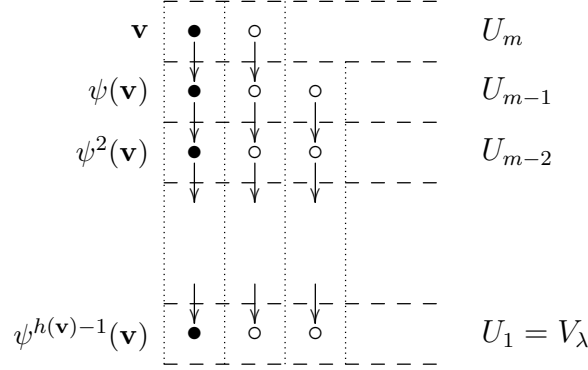 𝐯 U_m
ψ(𝐯) U_{m−1}
ψ²(𝐯) U_{m−2}
ψ^{h(𝐯)−1}(𝐯) U_1 = V_λ